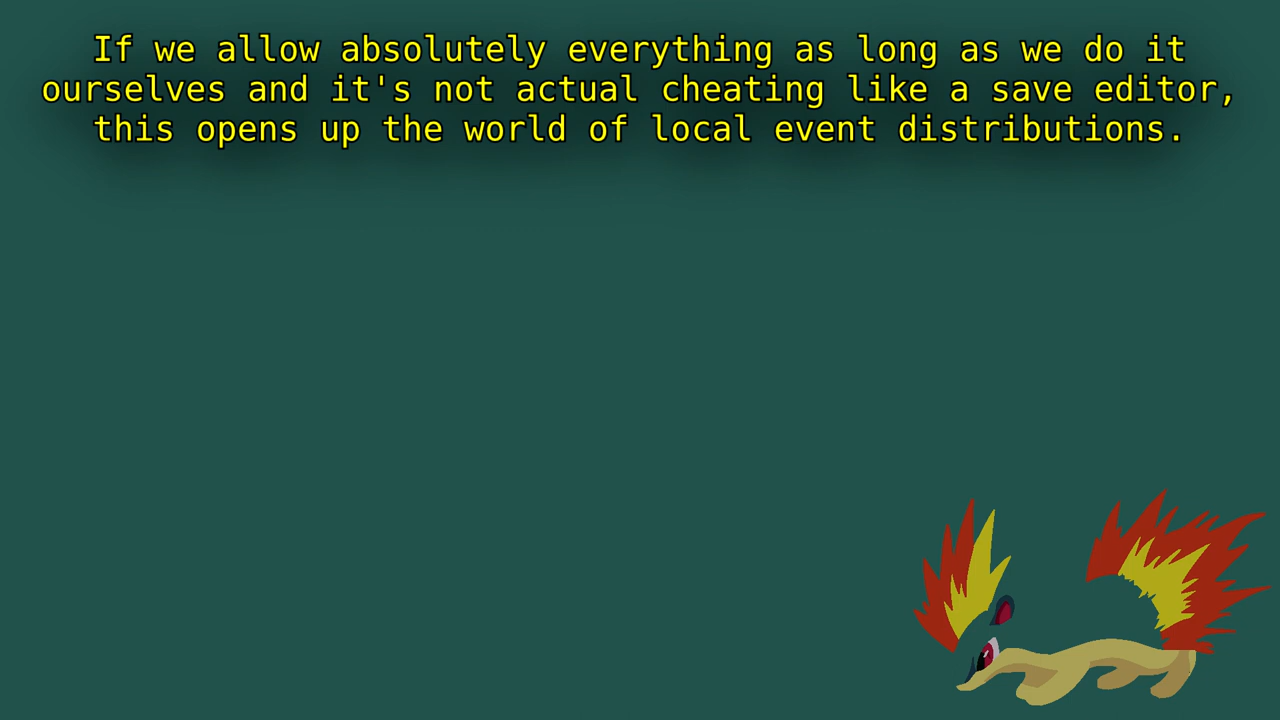 If we allow absolutely everything as long as we do it
ourselves and it's not actual cheating like a save editor,
this opens up the world of local event distributions.